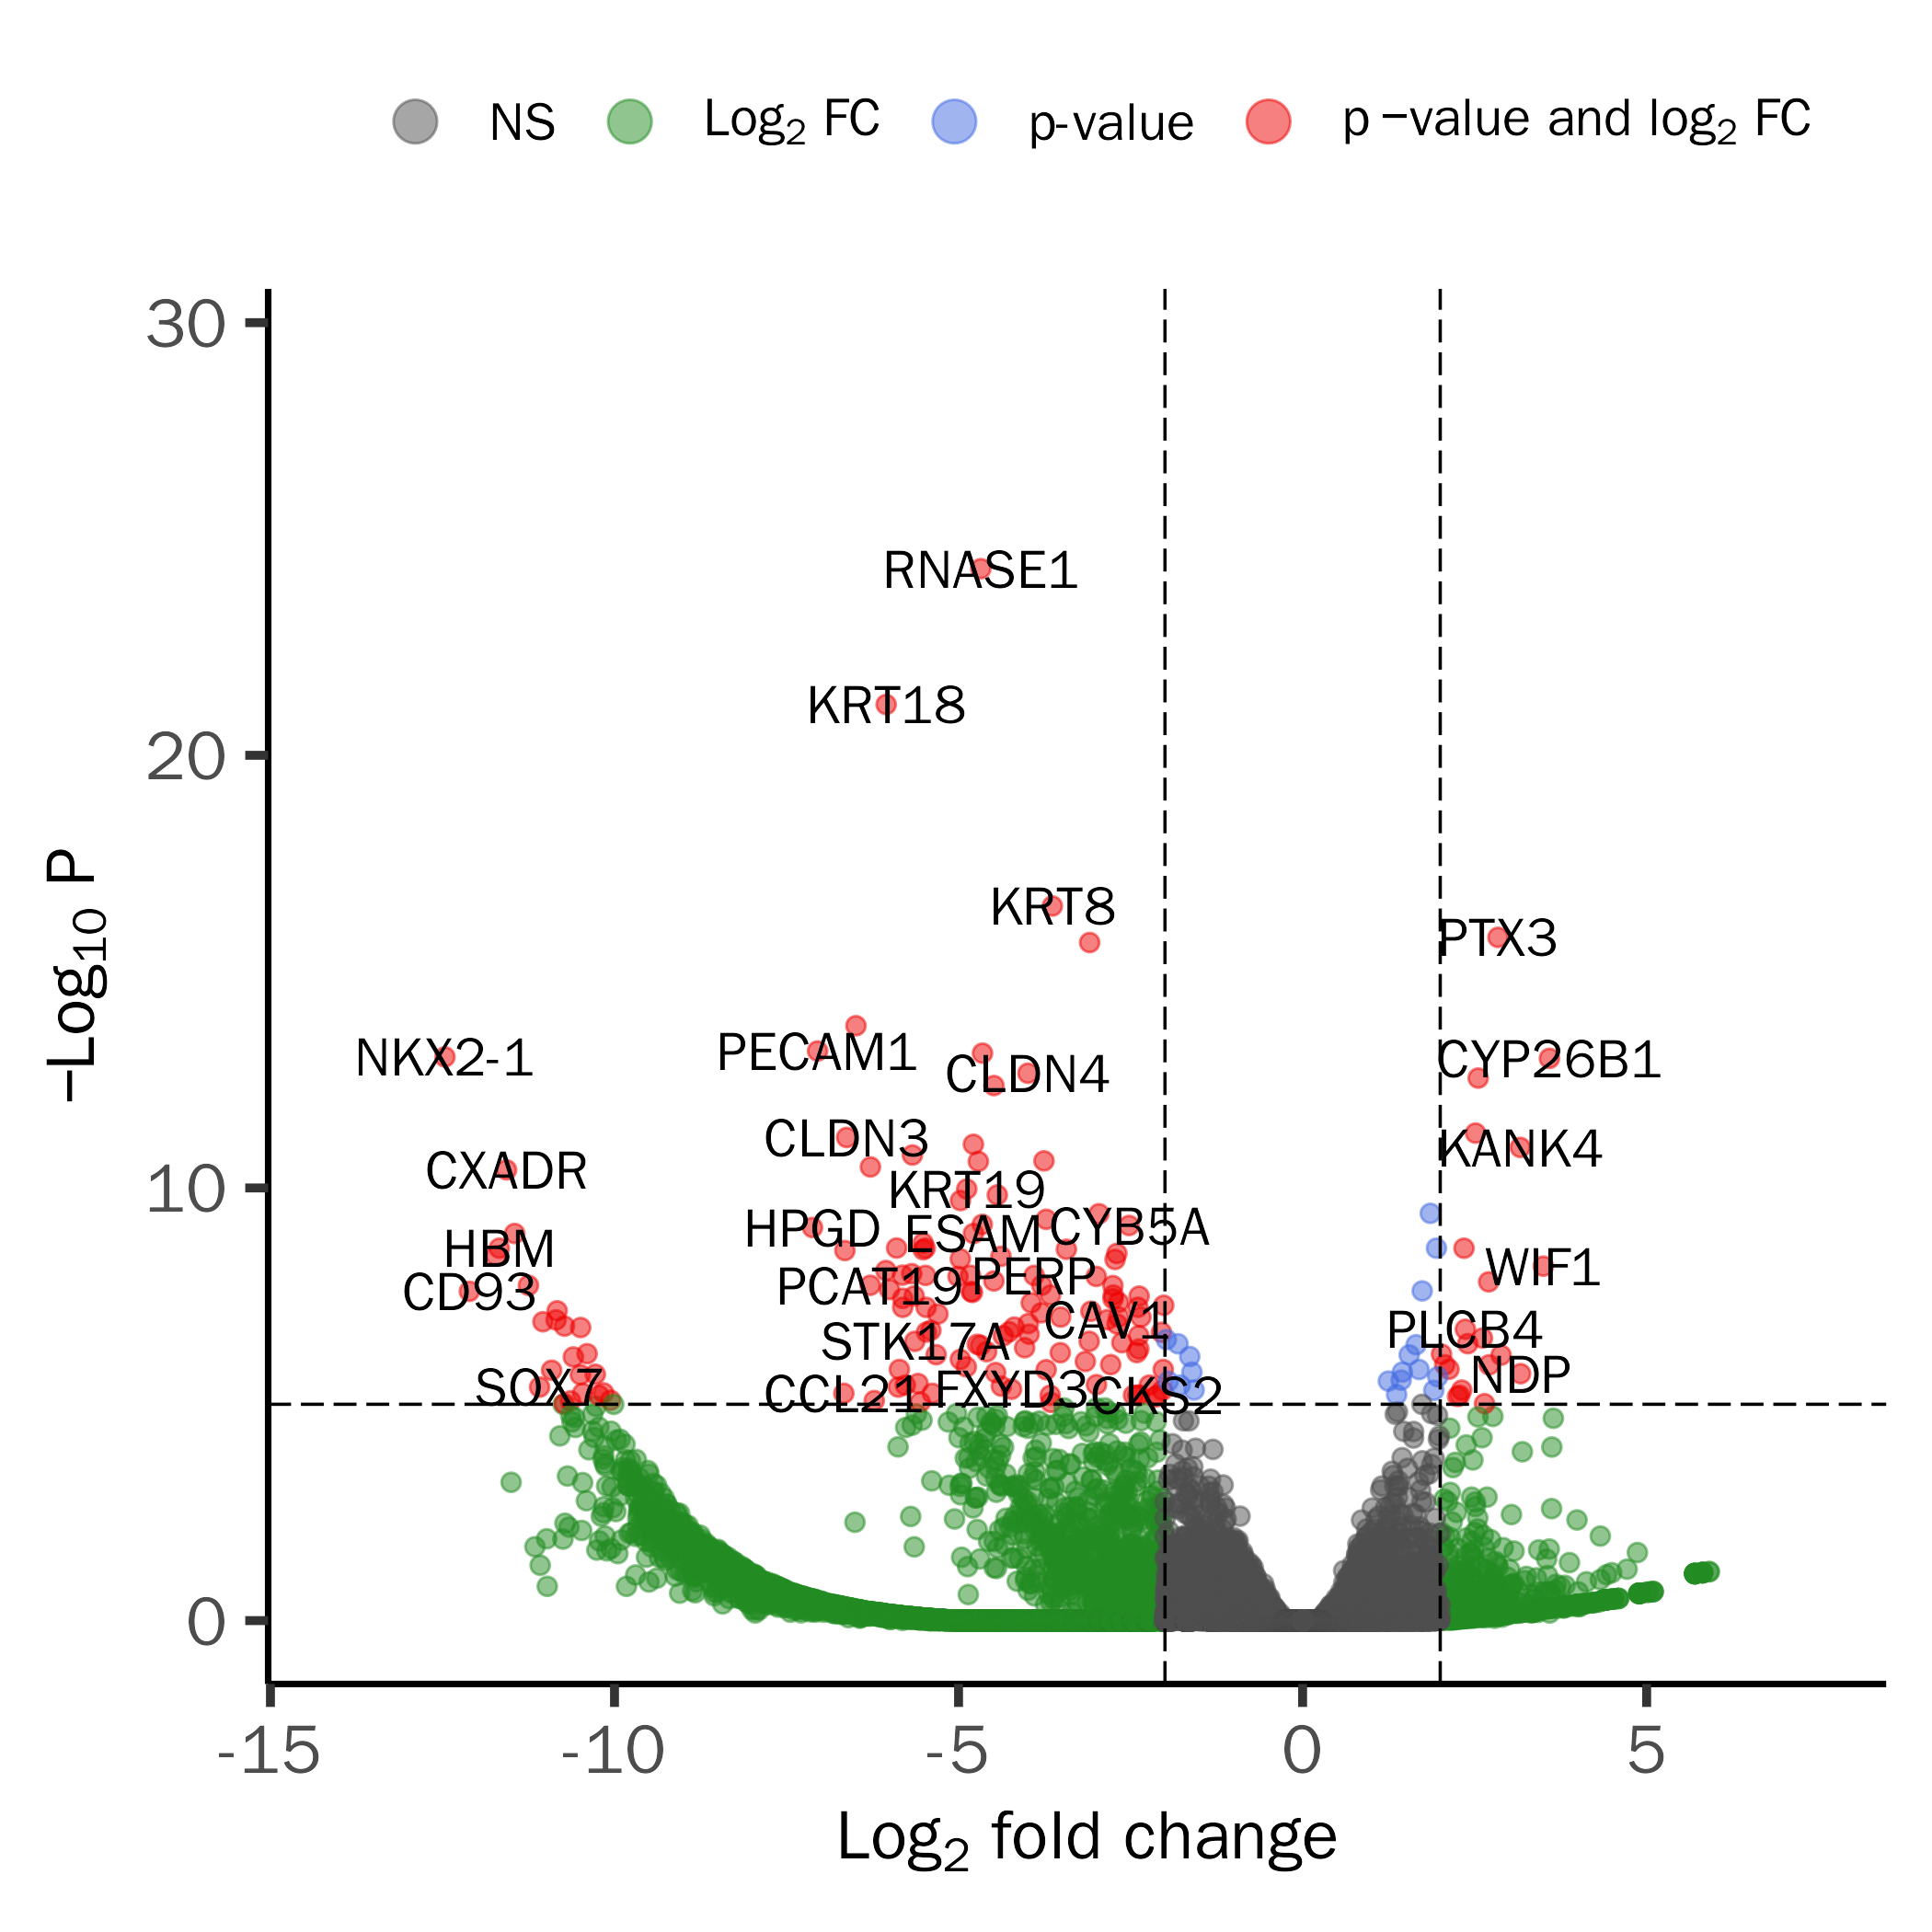 NS Log2 FC p-value p −value and log2 FC
30
RNASE1
KRT18
20
KRT8
PTX3
−Log10 P
NKX2-1 PECAM1 CLDN4 CYP26B1
CLDN3 KANK4
CXADR
10 KRT19
HPGD ESAM CYB5A
HBM WIF1
CD93 PCAT19 PERP
STK17A CAV1 PLCB4
SOX7 CCL21 FXYD3 CKS2 NDP
0
-15 -10 -5 0 5
Log2 fold change